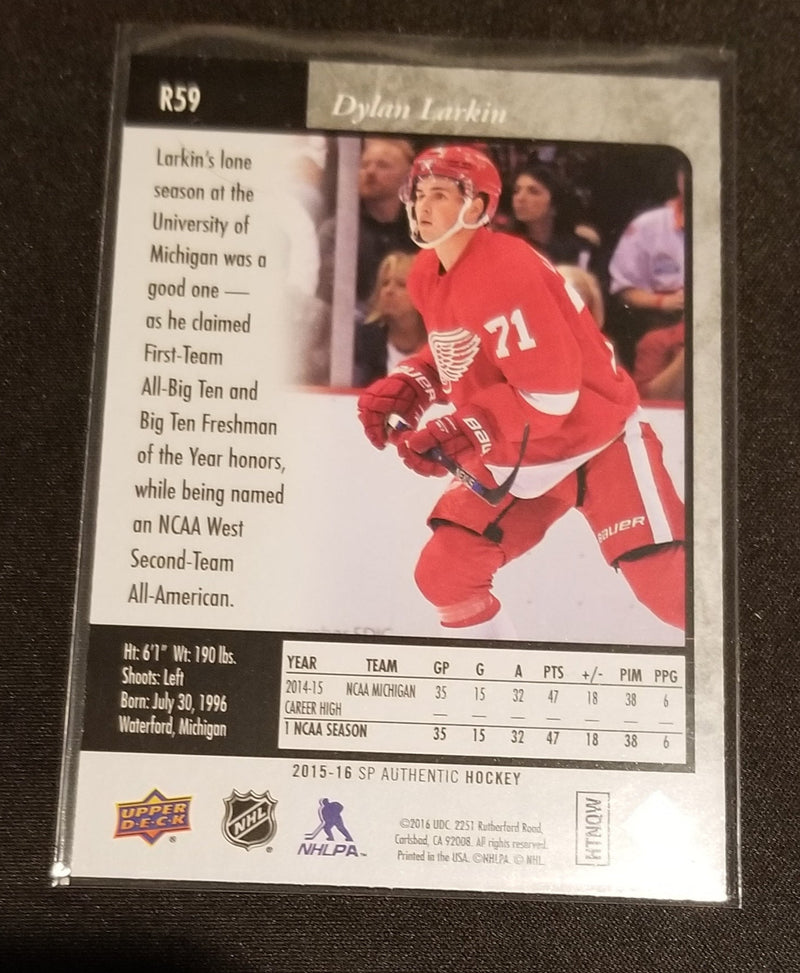 R59
Dylan Larkin
Larkin's lone
season at the
University of
Michigan was a
good one —
as he claimed
First-Team
All-Big Ten and
Big Ten Freshman
of the Year honors,
while being named
an NCAA West
Second-Team
All-American.
71
BAUER
BAU
BAUER
Ht: 6'1" Wt: 190 lbs.
Shoots: Left
Born: July 30, 1996
Waterford, Michigan
YEAR TEAM GP G A PTS +/- PIM PPG
2014-15 NCAA MICHIGAN 35 15 32 47 18 38 6
CAREER HIGH — — — — — — —
1 NCAA SEASON 35 15 32 47 18 38 6
2015-16 SP AUTHENTIC HOCKEY
UPPER
D·E·C·K ®
NHL ®
NHLPA™
©2016 UDC. 2251 Rutherford Road,
Carlsbad, CA 92008. All rights reserved.
Printed in the USA. ©NHLPA. © NHL.
HTNQW